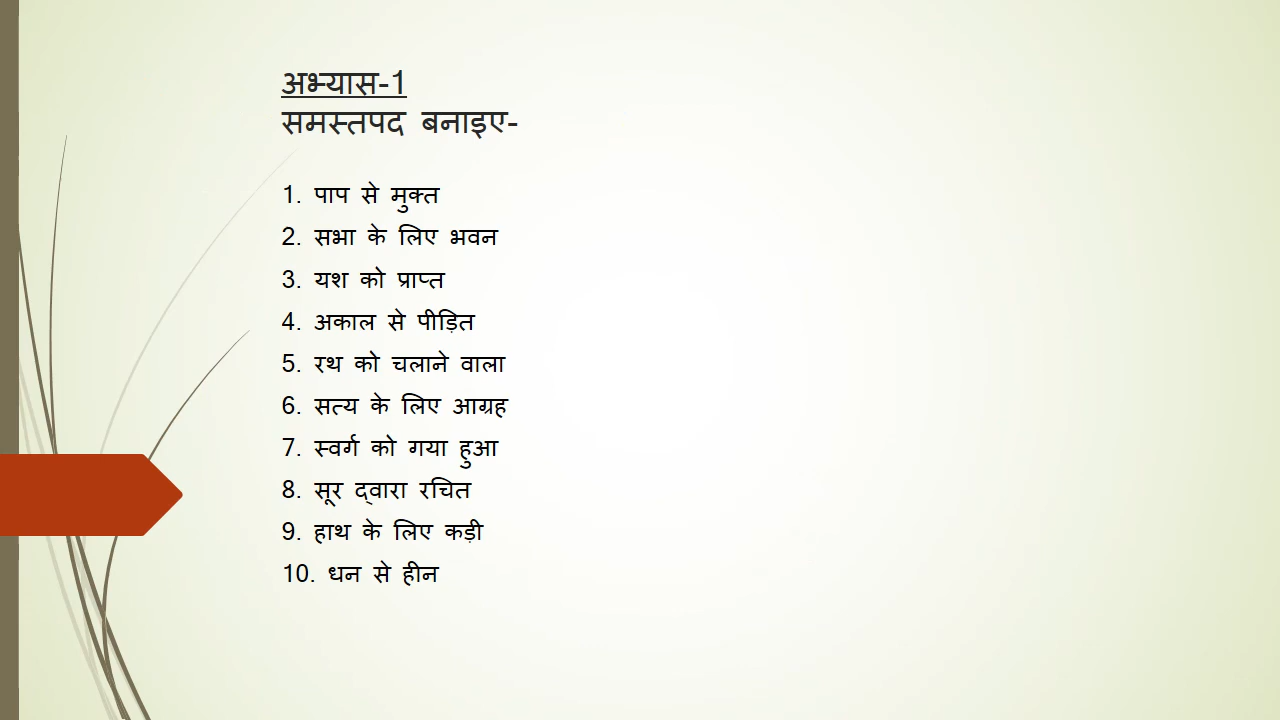 अभ्यास-1
समस्तपद बनाइए-
1. पाप से मुक्त
2. सभा के लिए भवन
3. यश को प्राप्त
4. अकाल से पीड़ित
5. रथ को चलाने वाला
6. सत्य के लिए आग्रह
7. स्वर्ग को गया हुआ
8. सूर द्वारा रचित
9. हाथ के लिए कड़ी
10. धन से हीन